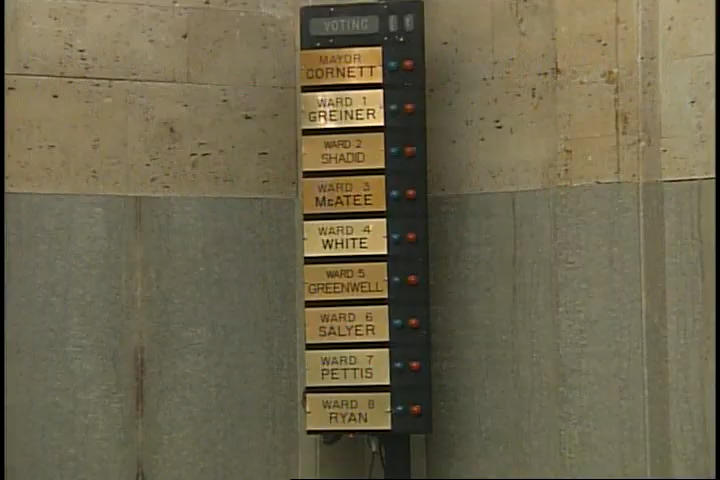 VOTING
MAYOR
CORNETT
WARD 1
GREINER
WARD 2
SHADID
WARD 3
McATEE
WARD 4
WHITE
WARD 5
GREENWELL
WARD 6
SALYER
WARD 7
PETTIS
WARD 8
RYAN